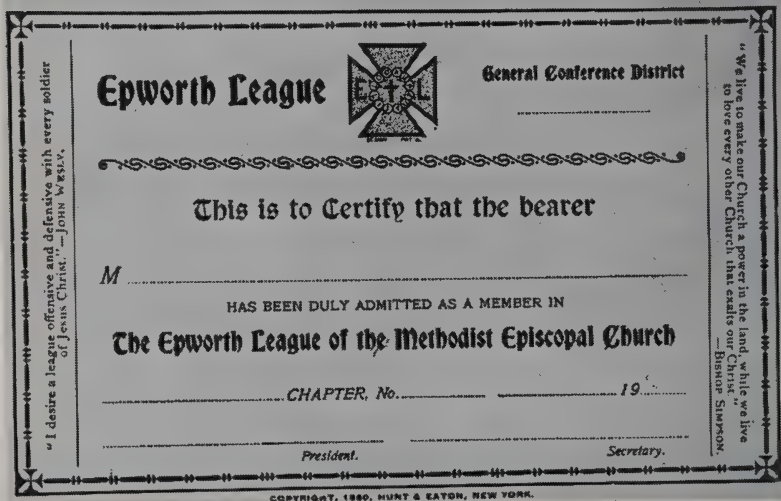 "I desire a league offensive and defensive with every soldier
of Jesus Christ."—JOHN WESLY.
Epworth League
E L
General Conference District
This is to Certify that the bearer
M
HAS BEEN DULY ADMITTED AS A MEMBER IN
The Epworth League of the Methodist Episcopal Church
CHAPTER, No. 19
President. Secretary.
"We live to make our Church a power in the land, while we live
to love every other Church that exalts our Christ"
—BISHOP SIMPSON.
COPYRIGHT, 1890, HUNT & EATON, NEW YORK.